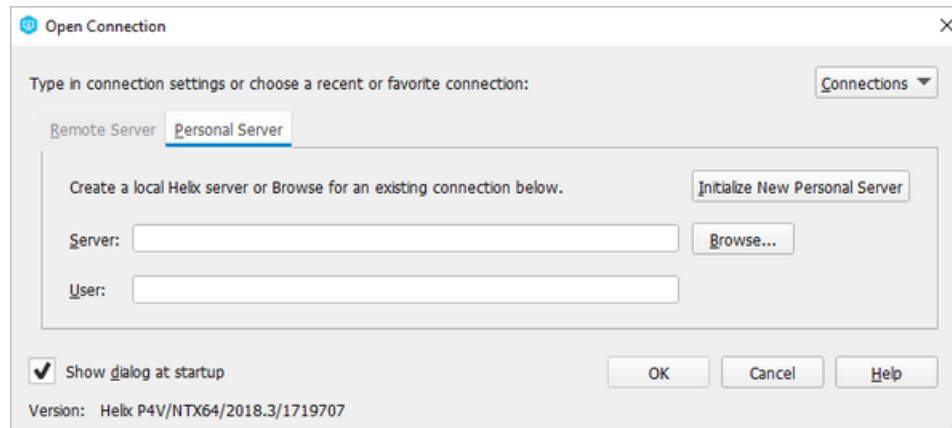 Open Connection
Type in connection settings or choose a recent or favorite connection: Connections
Remote Server Personal Server
Create a local Helix server or Browse for an existing connection below. Initialize New Personal Server
Server: Browse...
User:
Show dialog at startup OK Cancel Help
Version: Helix P4V/NTX64/2018.3/1719707